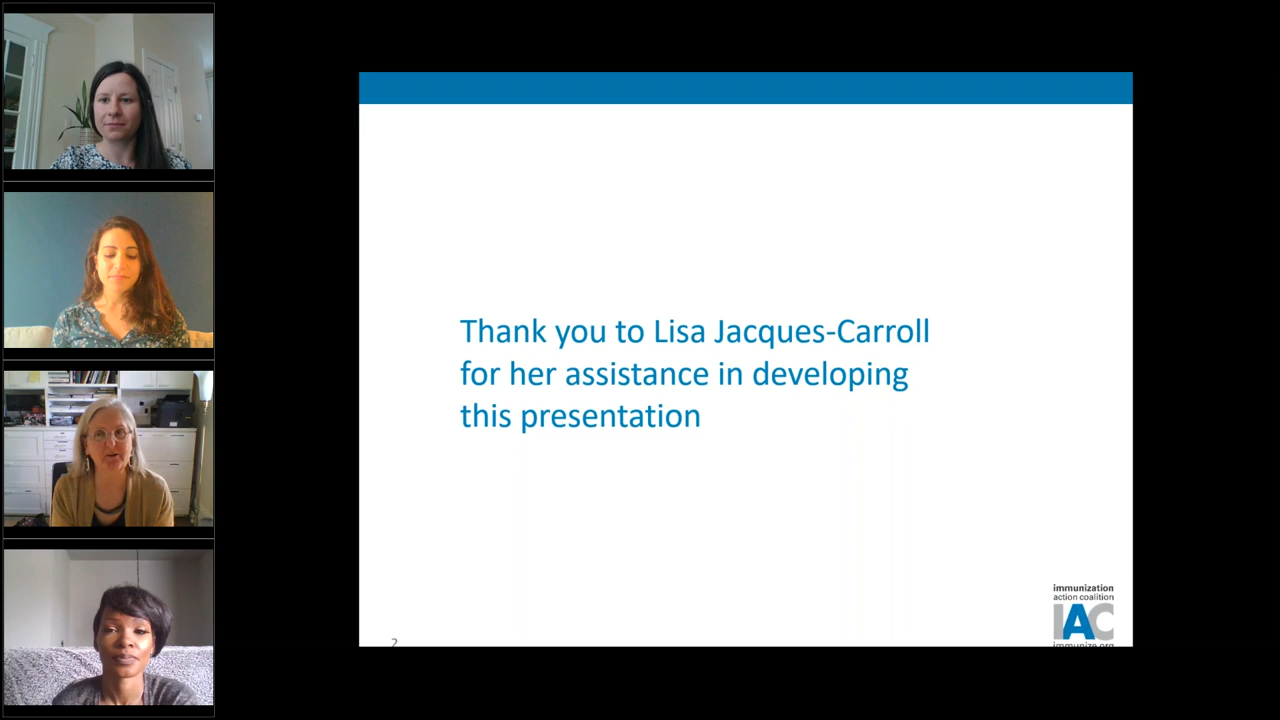 Thank you to Lisa Jacques-Carroll
for her assistance in developing
this presentation
immunization
action coalition
IAC
immunize.org
2